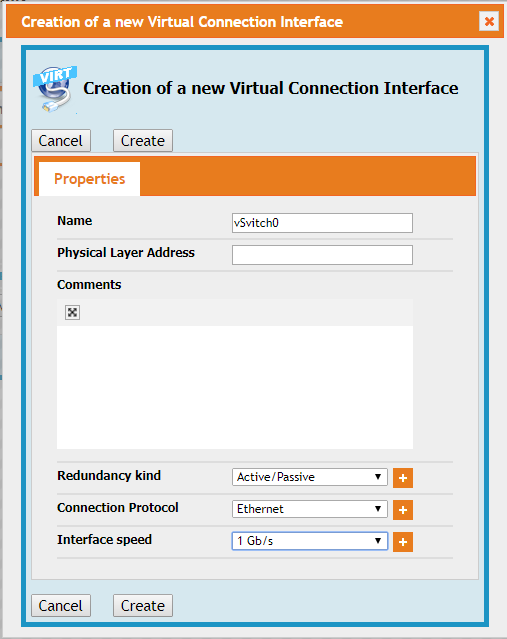 Creation of a new Virtual Connection Interface
VIRT
Creation of a new Virtual Connection Interface
Cancel Create
Properties
Name vSvitch0
Physical Layer Address
Comments
Redundancy kind Active/Passive
Connection Protocol Ethernet
Interface speed 1 Gb/s
Cancel Create